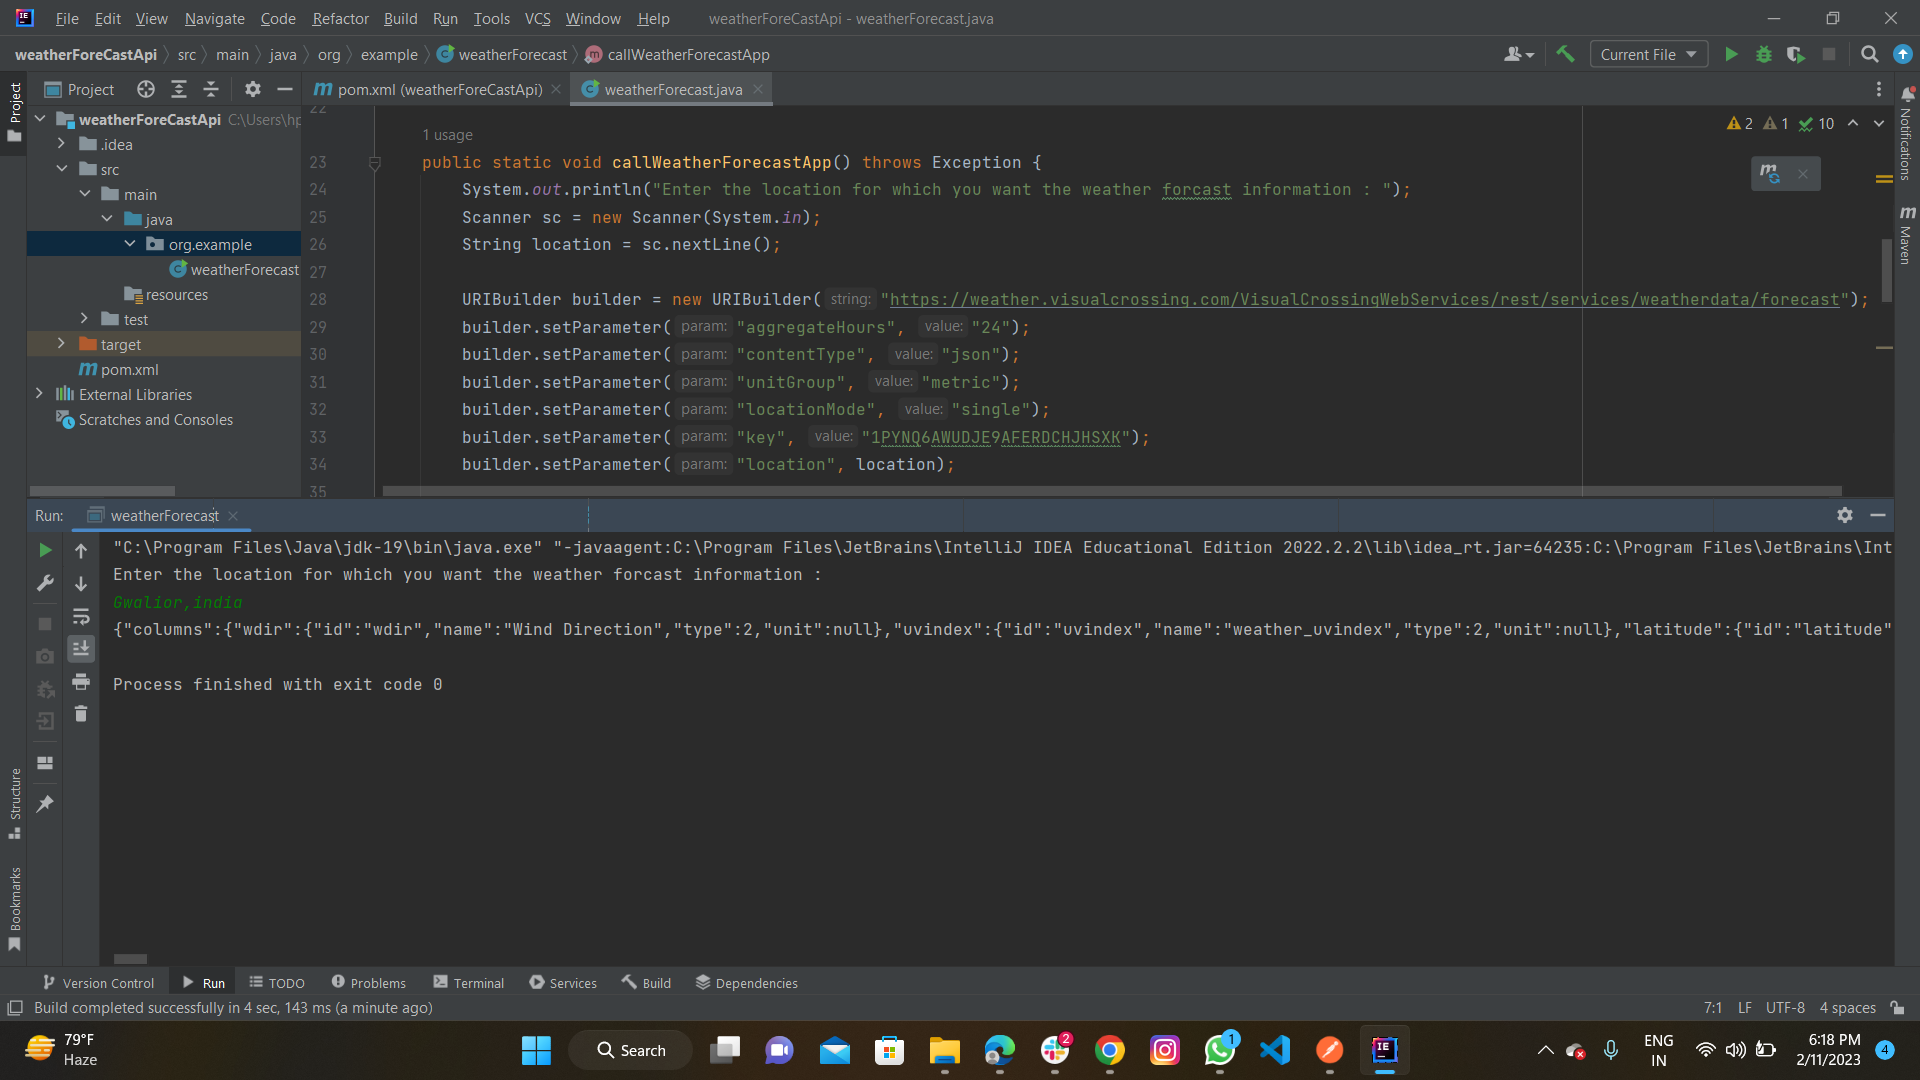 File Edit View Navigate Code Refactor Build Run Tools VCS Window Help weatherForeCastApi - weatherForecast.java
weatherForeCastApi src main java org example weatherForecast callWeatherForecastApp Current File
Project pom.xml (weatherForeCastApi) weatherForecast.java
Project
Notifications
Maven
Structure
Bookmarks
weatherForeCastApi C:\Users\hp
.idea
src
main
java
org.example
weatherForecast
resources
test
target
pom.xml
External Libraries
Scratches and Consoles
2 1 10
22
1 usage
23 public static void callWeatherForecastApp() throws Exception {
24 System.out.println("Enter the location for which you want the weather forcast information : ");
25 Scanner sc = new Scanner(System.in);
26 String location = sc.nextLine();
27
28 URIBuilder builder = new URIBuilder( string: "https://weather.visualcrossing.com/VisualCrossingWebServices/rest/services/weatherdata/forecast");
29 builder.setParameter( param: "aggregateHours", value: "24");
30 builder.setParameter( param: "contentType", value: "json");
31 builder.setParameter( param: "unitGroup", value: "metric");
32 builder.setParameter( param: "locationMode", value: "single");
33 builder.setParameter( param: "key", value: "1PYNQ6AWUDJE9AFERDCHJHSXK");
34 builder.setParameter( param: "location", location);
35
Run: weatherForecast
"C:\Program Files\Java\jdk-19\bin\java.exe" "-javaagent:C:\Program Files\JetBrains\IntelliJ IDEA Educational Edition 2022.2.2\lib\idea_rt.jar=64235:C:\Program Files\JetBrains\Int
Enter the location for which you want the weather forcast information :
Gwalior,india
{"columns":{"wdir":{"id":"wdir","name":"Wind Direction","type":2,"unit":null},"uvindex":{"id":"uvindex","name":"weather_uvindex","type":2,"unit":null},"latitude":{"id":"latitude"
Process finished with exit code 0
Version Control Run TODO Problems Terminal Services Build Dependencies
Build completed successfully in 4 sec, 143 ms (a minute ago) 7:1 LF UTF-8 4 spaces
79°F
Haze
Search
2
1
ENG
IN
6:18 PM
2/11/2023
4